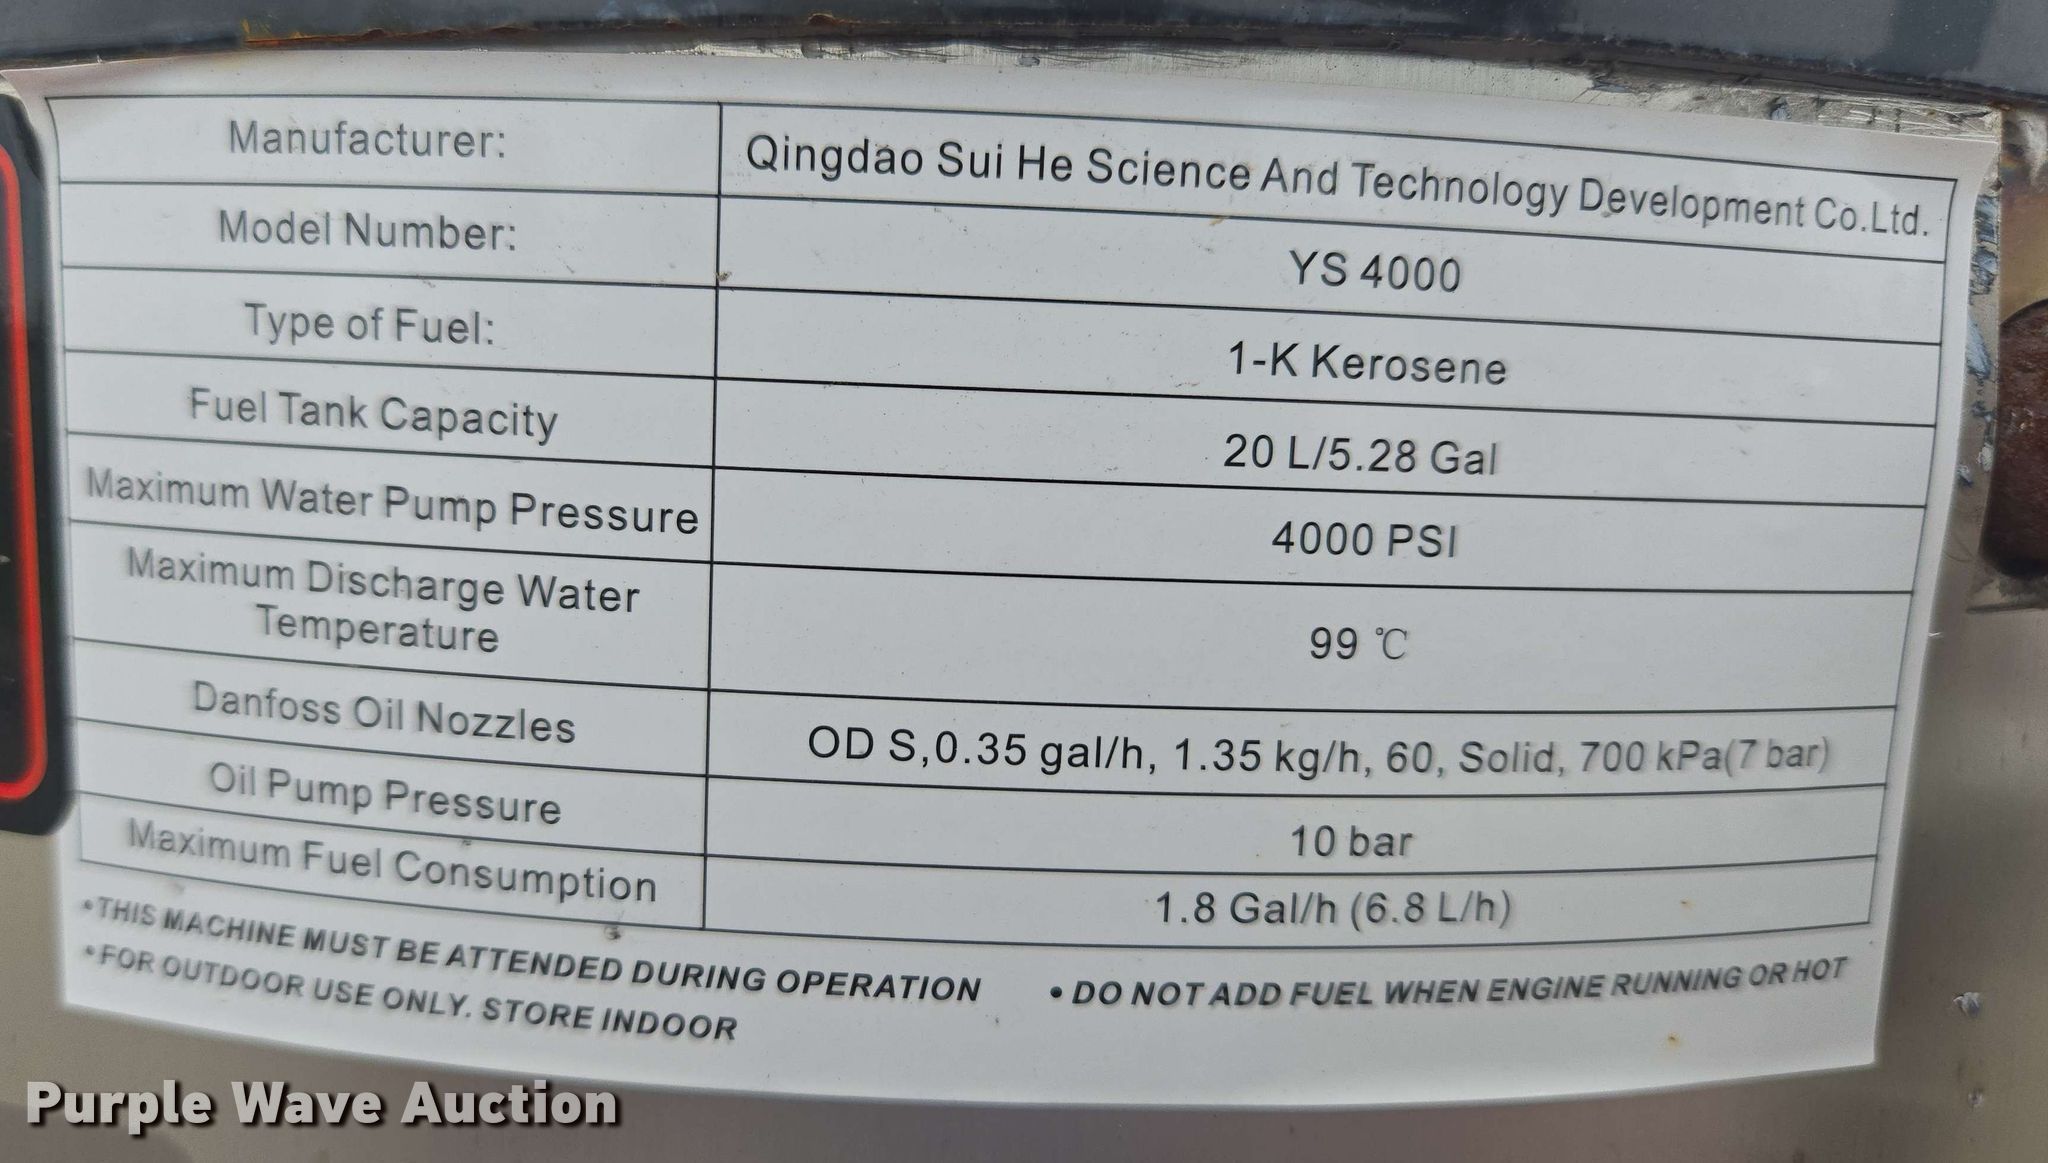 Manufacturer: Qingdao Sui He Science And Technology Development Co.Ltd.
Model Number: YS 4000
Type of Fuel: 1-K Kerosene
Fuel Tank Capacity 20 L/5.28 Gal
Maximum Water Pump Pressure 4000 PSI
Maximum Discharge Water
Temperature 99 ℃
Danfoss Oil Nozzles OD S,0.35 gal/h, 1.35 kg/h, 60, Solid, 700 kPa(7 bar)
Oil Pump Pressure 10 bar
Maximum Fuel Consumption 1.8 Gal/h (6.8 L/h)
•THIS MACHINE MUST BE ATTENDED DURING OPERATION • DO NOT ADD FUEL WHEN ENGINE RUNNING OR HOT
•FOR OUTDOOR USE ONLY. STORE INDOOR
Purple Wave Auction